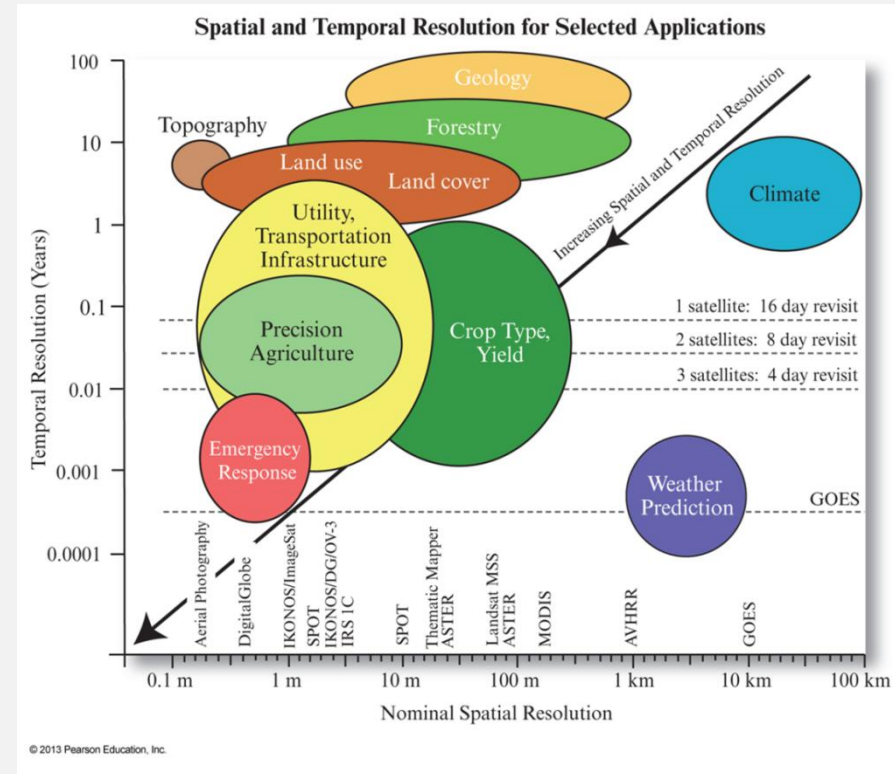 Spatial and Temporal Resolution for Selected Applications
Temporal Resolution (Years)
100
10
1
0.1
0.01
0.001
0.0001
Geology
Topography
Forestry
Land use
Land cover
Increasing Spatial and Temporal Resolution
Climate
Utility,
Transportation
Infrastructure
Precision
Agriculture
Crop Type,
Yield
1 satellite: 16 day revisit
2 satellites: 8 day revisit
3 satellites: 4 day revisit
Emergency
Response
Weather
Prediction
GOES
Aerial Photography
DigitalGlobe
IKONOS/ImageSat
SPOT
IKONOS/DG/OV-3
IRS 1C
SPOT
Thematic Mapper
ASTER
Landsat MSS
ASTER
MODIS
AVHRR
GOES
0.1 m
1 m
10 m
100 m
1 km
10 km
100 km
Nominal Spatial Resolution
© 2013 Pearson Education, Inc.